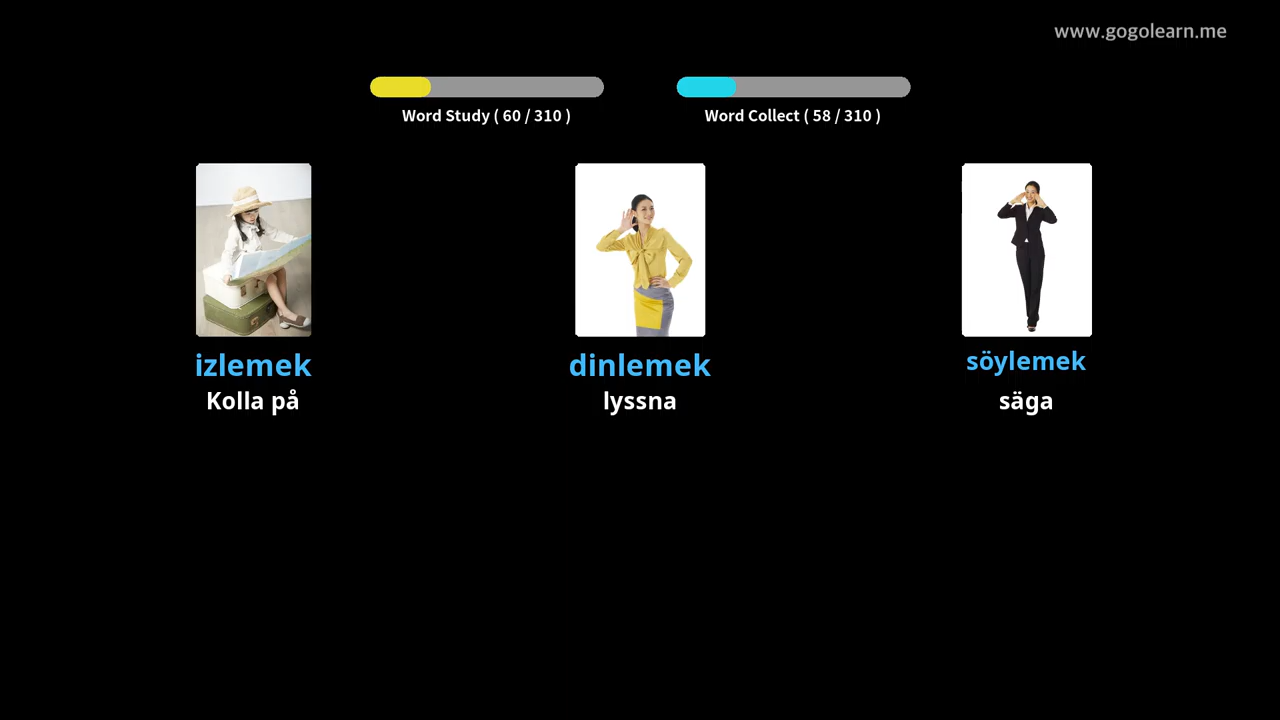 www.gogolearn.me
Word Study ( 60 / 310 )
Word Collect ( 58 / 310 )
izlemek
Kolla på
dinlemek
lyssna
söylemek
säga